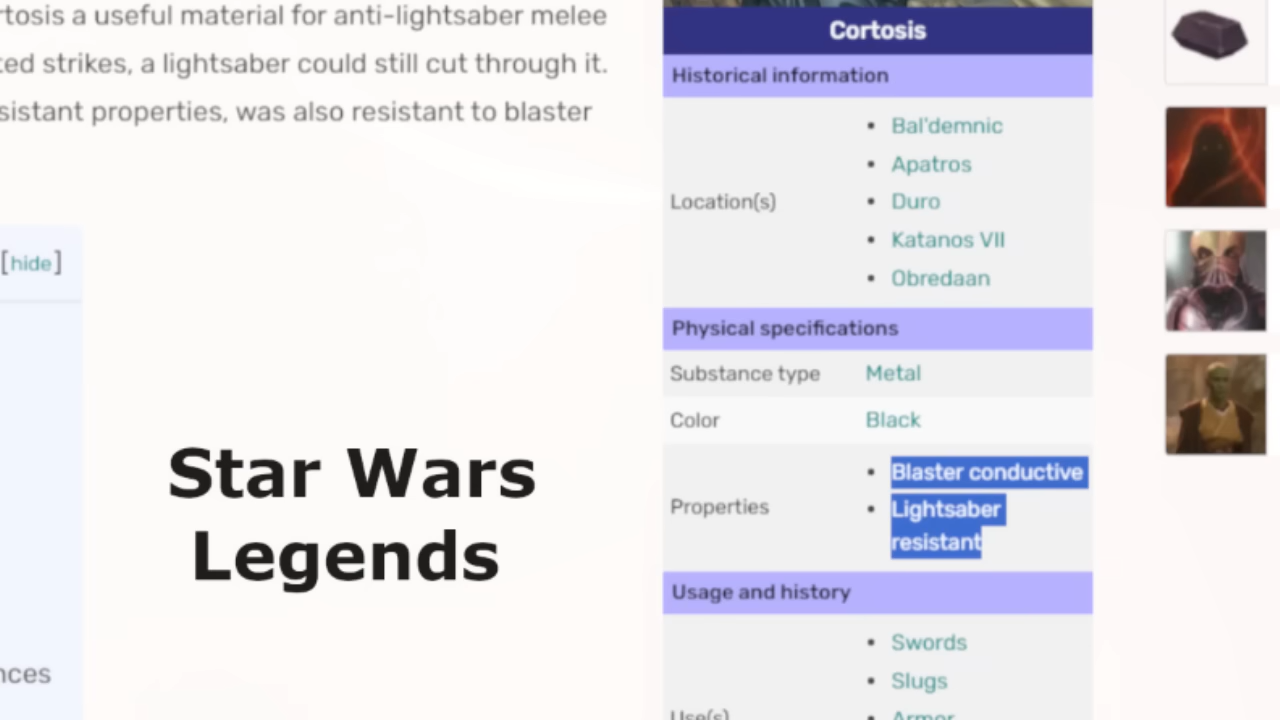 rtosis a useful material for anti-lightsaber melee
ted strikes, a lightsaber could still cut through it.
sistant properties, was also resistant to blaster
[hide]
nces
Star Wars
Legends
Cortosis
Historical information
Location(s)
• Bal'demnic
• Apatros
• Duro
• Katanos VII
• Obredaan
Physical specifications
Substance type Metal
Color Black
Properties
• Blaster conductive
• Lightsaber
resistant
Usage and history
Use(s)
• Swords
• Slugs
• Armor